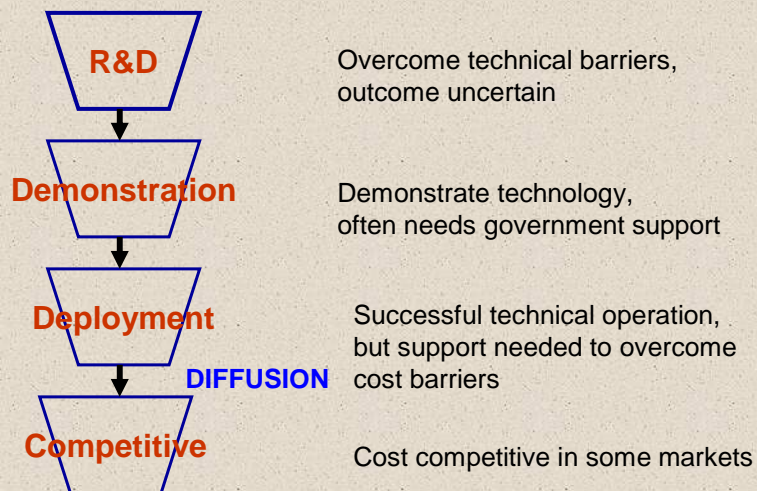 R&D
Overcome technical barriers,
outcome uncertain
Demonstration
Demonstrate technology,
often needs government support
Deployment
Successful technical operation,
but support needed to overcome
cost barriers
DIFFUSION
Competitive
Cost competitive in some markets